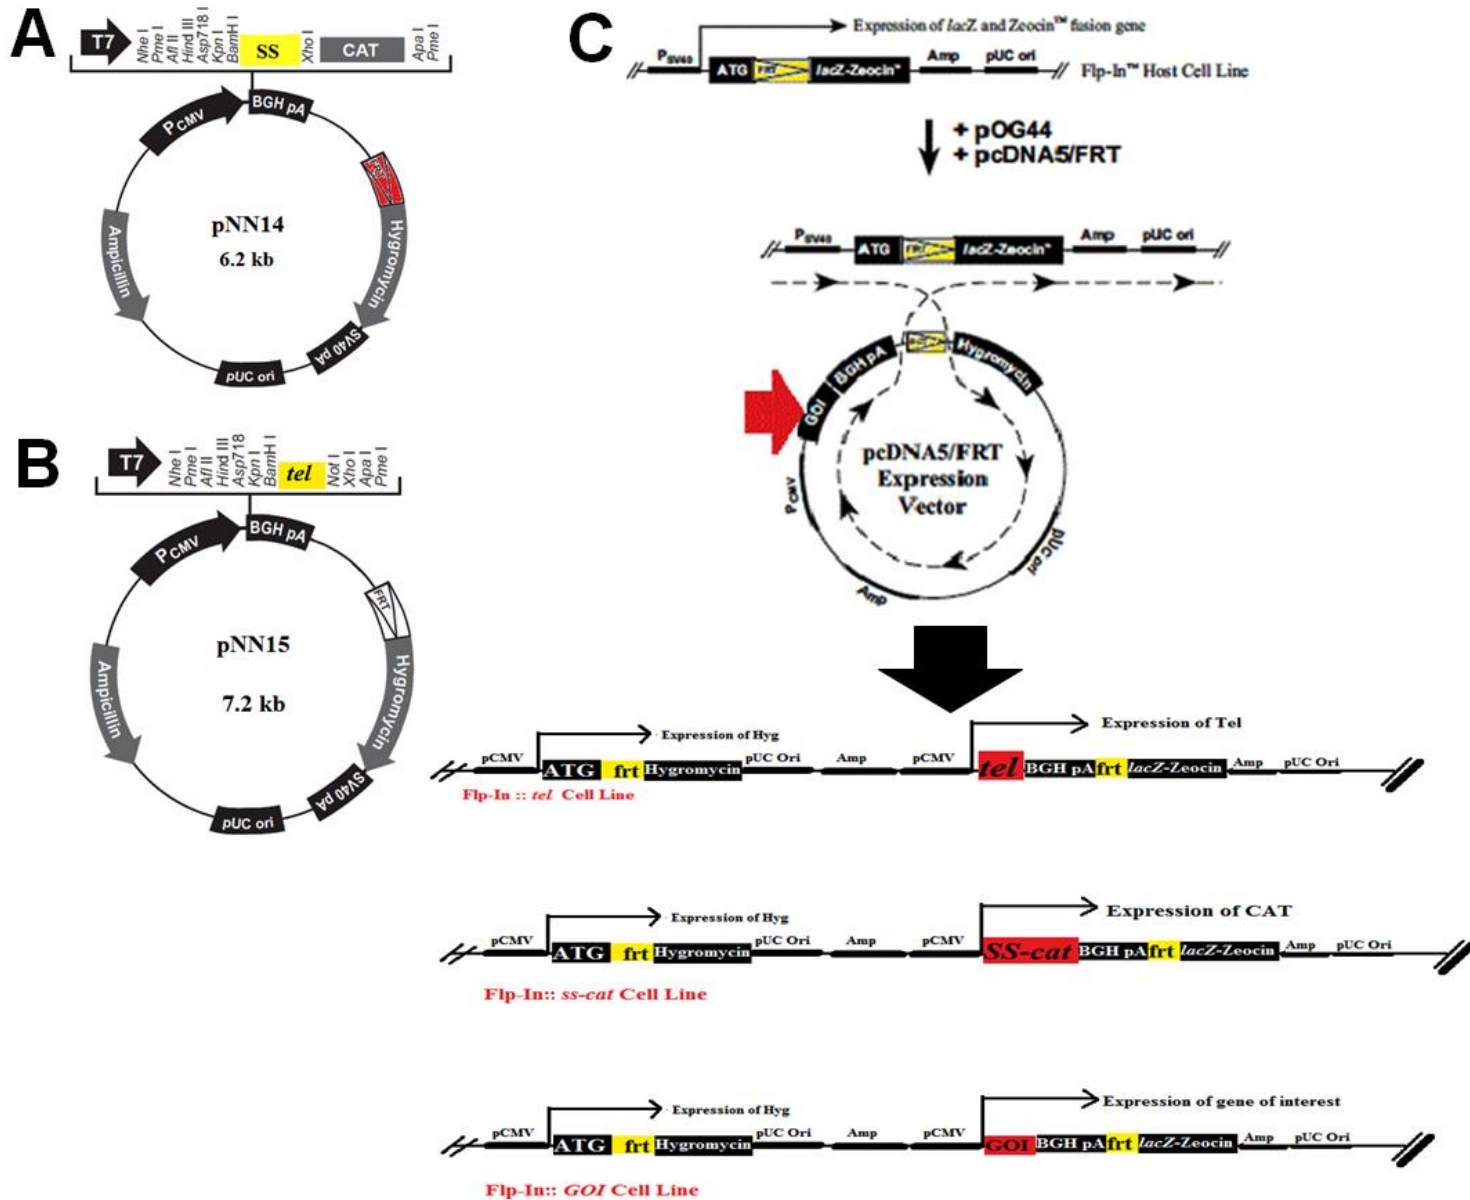 A
T7
Nhe I
Pme I
Afl II
Hind III
Asp718 I
Kpn I
BamH I
SS
Xho I
CAT
Apa I
Pme I
PCMV
BGH pA
FRT
Hygromycin
SV40 pA
pUC ori
Ampicillin
pNN14
6.2 kb
B
T7
Nhe I
Pme I
Afl II
Hind III
Asp718
Kpn I
BamH I
tel
Not I
Xho I
Apa I
Pme I
PCMV
BGH pA
FRT
Hygromycin
SV40 pA
pUC ori
Ampicillin
pNN15
7.2 kb
C
Expression of lacZ and Zeocin™ fusion gene
PSV40
ATG
FRT
lacZ-Zeocin™
Amp
pUC ori
Flp-In™ Host Cell Line
+ pOG44
+ pcDNA5/FRT
PSV40
ATG
FRT
lacZ-Zeocin™
Amp
pUC ori
GOI
BGH pA
Hygromycin
PCMV
Amp
pUC ori
pcDNA5/FRT
Expression
Vector
Expression of Hyg
Expression of Tel
pCMV
ATG
frt
Hygromycin
pUC Ori
Amp
pCMV
tel
BGH pA
frt
lacZ-Zeocin
Amp
pUC Ori
Flp-In :: tel Cell Line
Expression of Hyg
Expression of CAT
pCMV
ATG
frt
Hygromycin
pUC Ori
Amp
pCMV
SS-cat
BGH pA
frt
lacZ-Zeocin
Amp
pUC Ori
Flp-In:: ss-cat Cell Line
Expression of Hyg
Expression of gene of interest
pCMV
ATG
frt
Hygromycin
pUC Ori
Amp
pCMV
GOI
BGH pA
frt
lacZ-Zeocin
Amp
pUC Ori
Flp-In:: GOI Cell Line